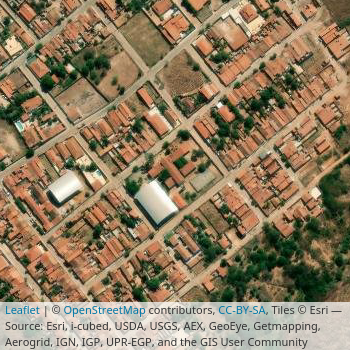 Leaflet | © OpenStreetMap contributors, CC-BY-SA, Tiles © Esri —
Source: Esri, i-cubed, USDA, USGS, AEX, GeoEye, Getmapping,
Aerogrid, IGN, IGP, UPR-EGP, and the GIS User Community